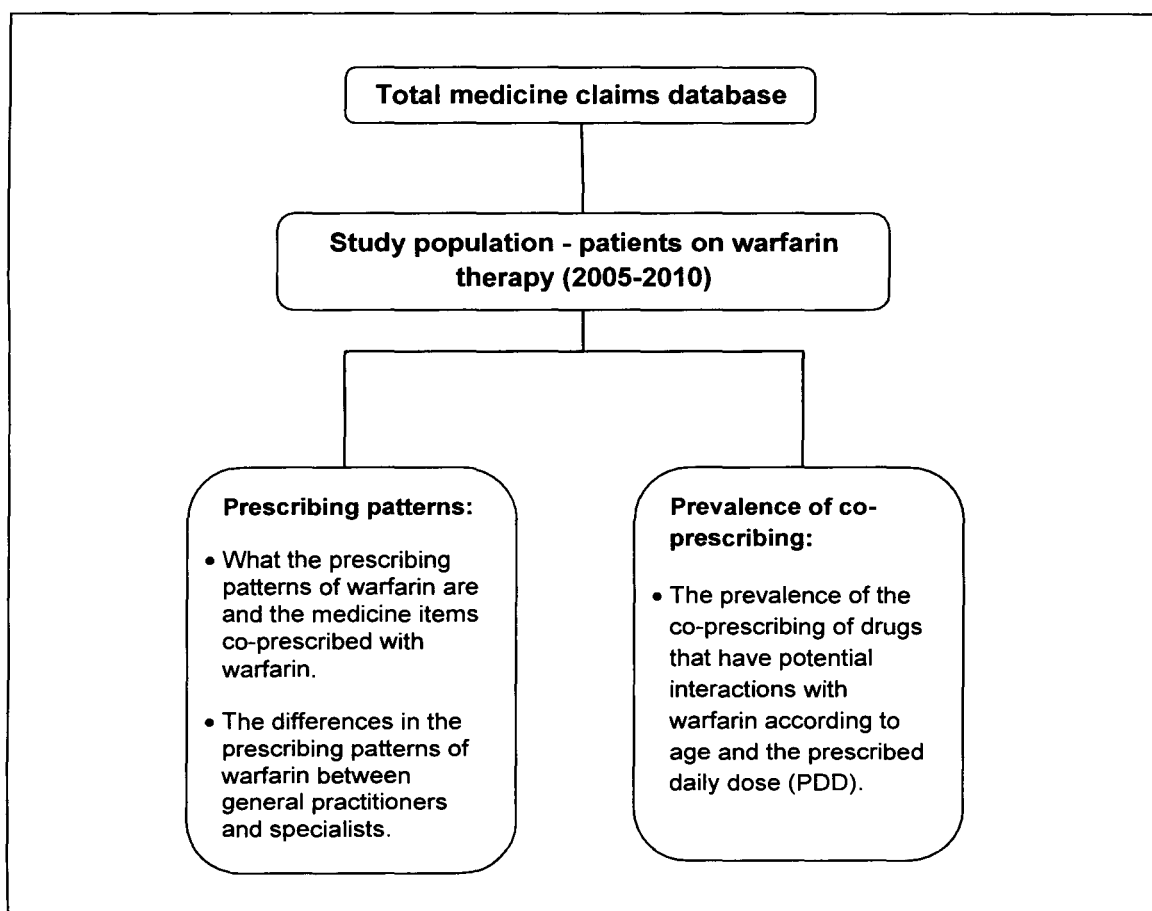 Total medicine claims database
Study population - patients on warfarin
therapy (2005-2010)
Prescribing patterns:
• What the prescribing
patterns of warfarin are
and the medicine items
co-prescribed with
warfarin.
• The differences in the
prescribing patterns of
warfarin between
general practitioners
and specialists.
Prevalence of co-
prescribing:
• The prevalence of the
co-prescribing of drugs
that have potential
interactions with
warfarin according to
age and the prescribed
daily dose (PDD).